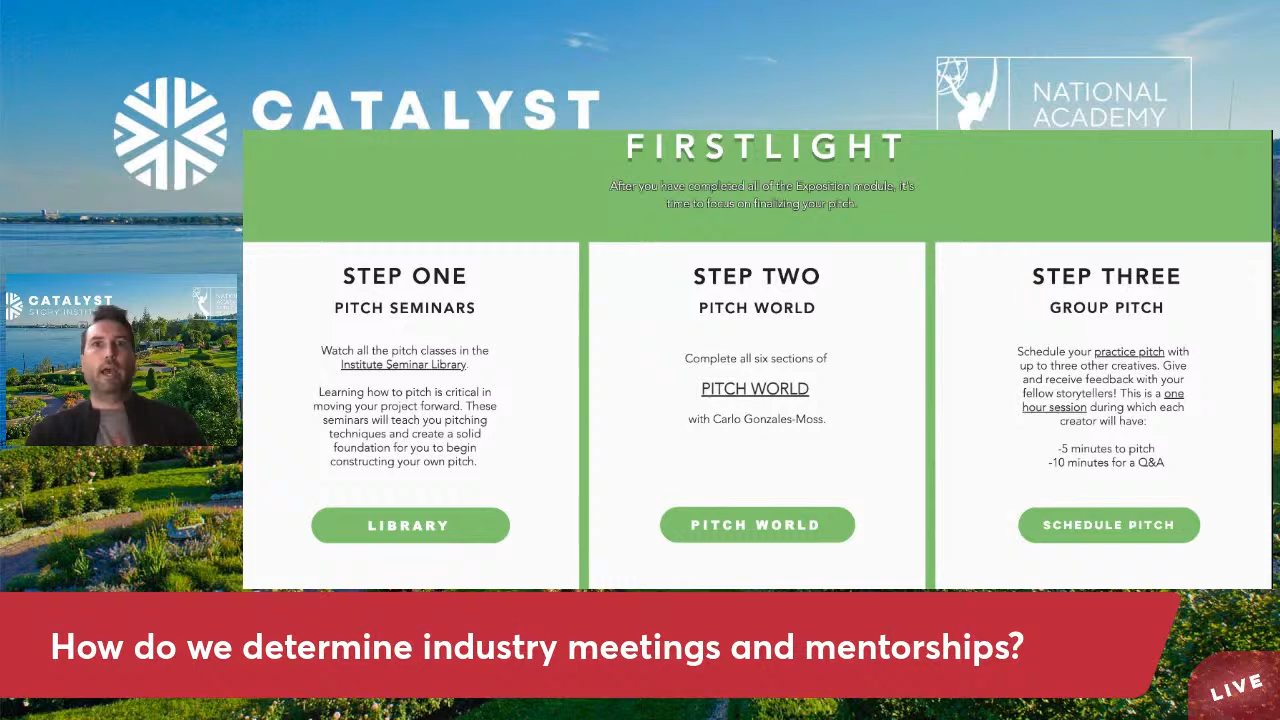 CATALYST
NATIONAL
ACADEMY
FIRSTLIGHT
After you have completed all of the Exposition module, it's
time to focus on finalizing your pitch.
STEP ONE
PITCH SEMINARS
Watch all the pitch classes in the
Institute Seminar Library.
Learning how to pitch is critical in
moving your project forward. These
seminars will teach you pitching
techniques and create a solid
foundation for you to begin
constructing your own pitch.
LIBRARY
STEP TWO
PITCH WORLD
Complete all six sections of
PITCH WORLD
with Carlo Gonzales-Moss.
PITCH WORLD
STEP THREE
GROUP PITCH
Schedule your practice pitch with
up to three other creatives. Give
and receive feedback with your
fellow storytellers! This is a one
hour session during which each
creator will have:
-5 minutes to pitch
-10 minutes for a Q&A
SCHEDULE PITCH
CATALYST
How do we determine industry meetings and mentorships?
LIVE